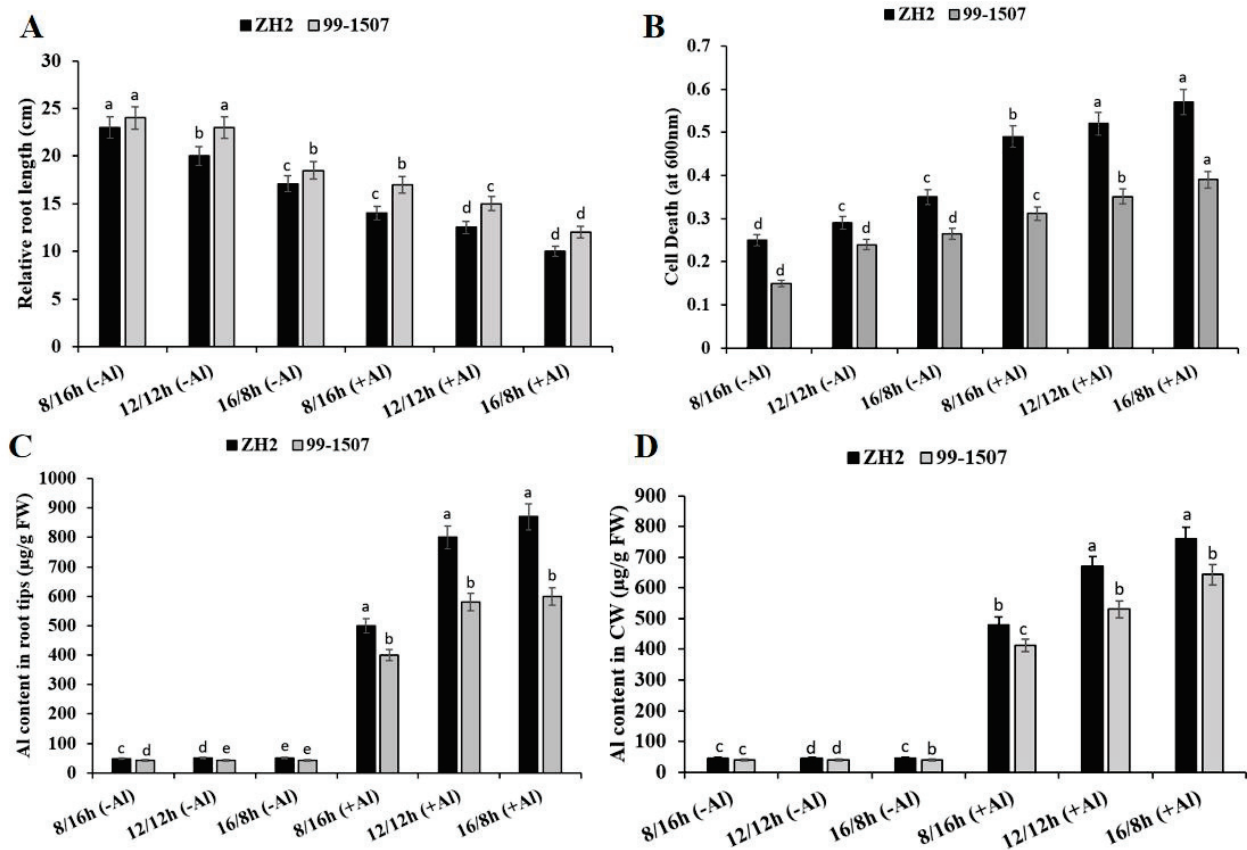 A
ZH2 99-1507
Relative root length (cm)
30
25
20
15
10
5
0
a a b a c b c b d c d d
8/16h (-Al) 12/12h (-Al) 16/8h (-Al) 8/16h (+Al) 12/12h (+Al) 16/8h (+Al)
B
ZH2 99-1507
Cell Death (at 600nm)
0.7
0.6
0.5
0.4
0.3
0.2
0.1
0
d d c d c d b c a b a a
8/16h (-Al) 12/12h (-Al) 16/8h (-Al) 8/16h (+Al) 12/12h (+Al) 16/8h (+Al)
C
ZH2 99-1507
Al content in root tips (µg/g FW)
1000
900
800
700
600
500
400
300
200
100
0
c d d e e e a b a b a b
8/16h (-Al) 12/12h (-Al) 16/8h (-Al) 8/16h (+Al) 12/12h (+Al) 16/8h (+Al)
D
ZH2 99-1507
Al content in CW (µg/g FW)
900
800
700
600
500
400
300
200
100
0
c c d d c b b c a b a b
8/16h (-Al) 12/12h (-Al) 16/8h (-Al) 8/16h (+Al) 12/12h (+Al) 16/8h (+Al)